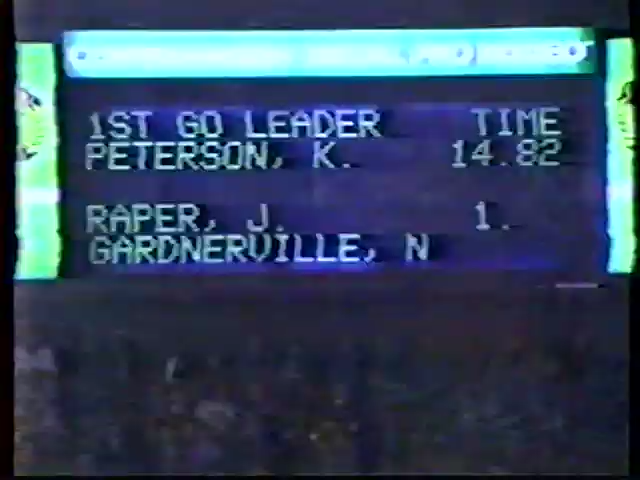 1ST GO LEADER TIME
PETERSON, K. 14.82
RAPER, J. 1.
GARDNERVILLE, N